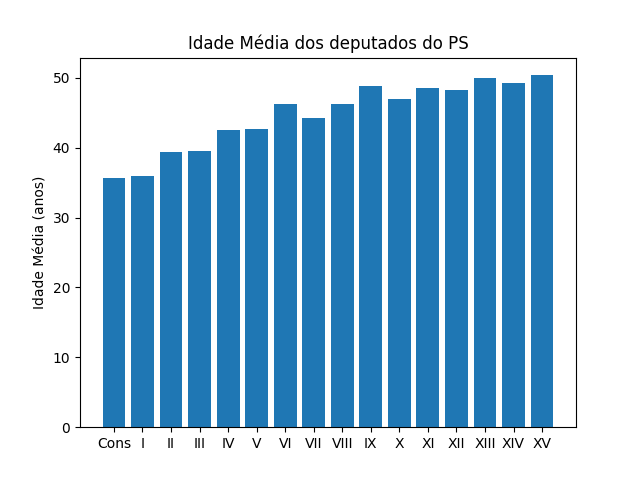 Idade Média dos deputados do PS
Idade Média (anos)
50
40
30
20
10
0
Cons I II III IV V VI VII VIII IX X XI XII XIII XIV XV